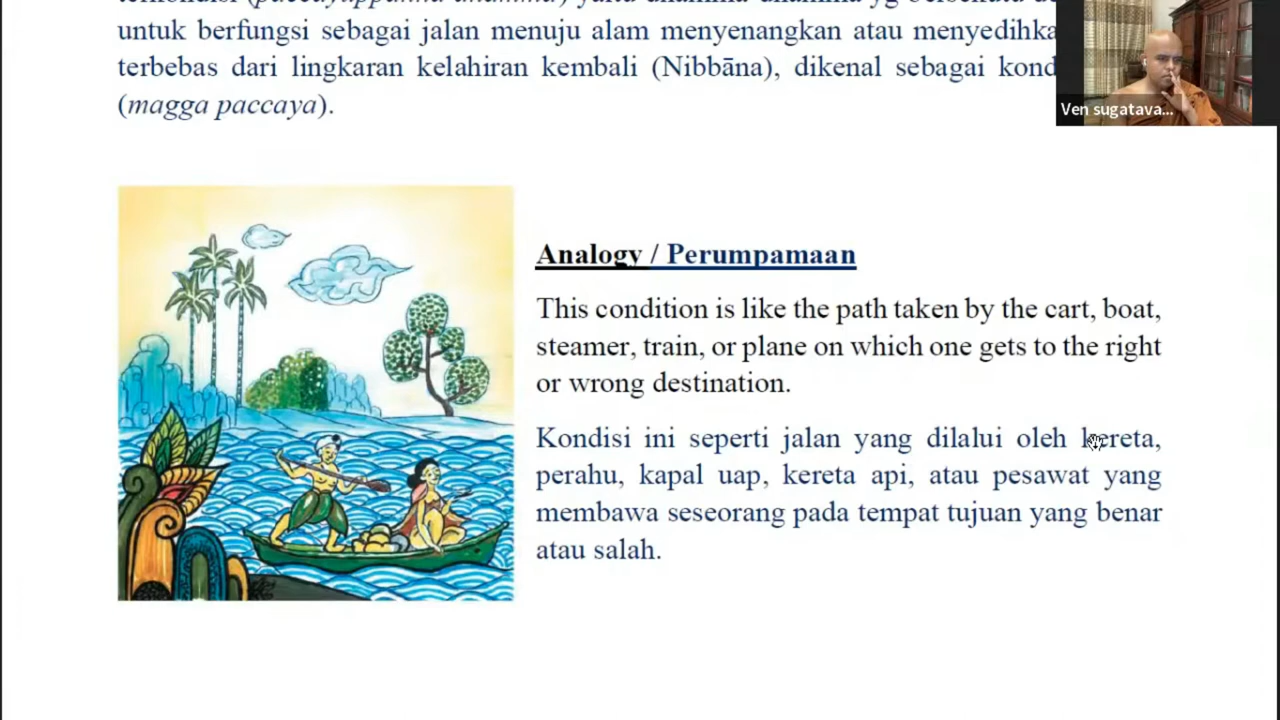 untuk berfungsi sebagai jalan menuju alam menyenangkan atau
terbebas dari lingkaran kelahiran kembali (Nibbāna), dikenal sebagai
(magga paccaya).
Ven sugatava...
Analogy / Perumpamaan
This condition is like the path taken by the cart, boat,
steamer, train, or plane on which one gets to the right
or wrong destination.
Kondisi ini seperti jalan yang dilalui oleh kereta,
perahu, kapal uap, kereta api, atau pesawat yang
membawa seseorang pada tempat tujuan yang benar
atau salah.